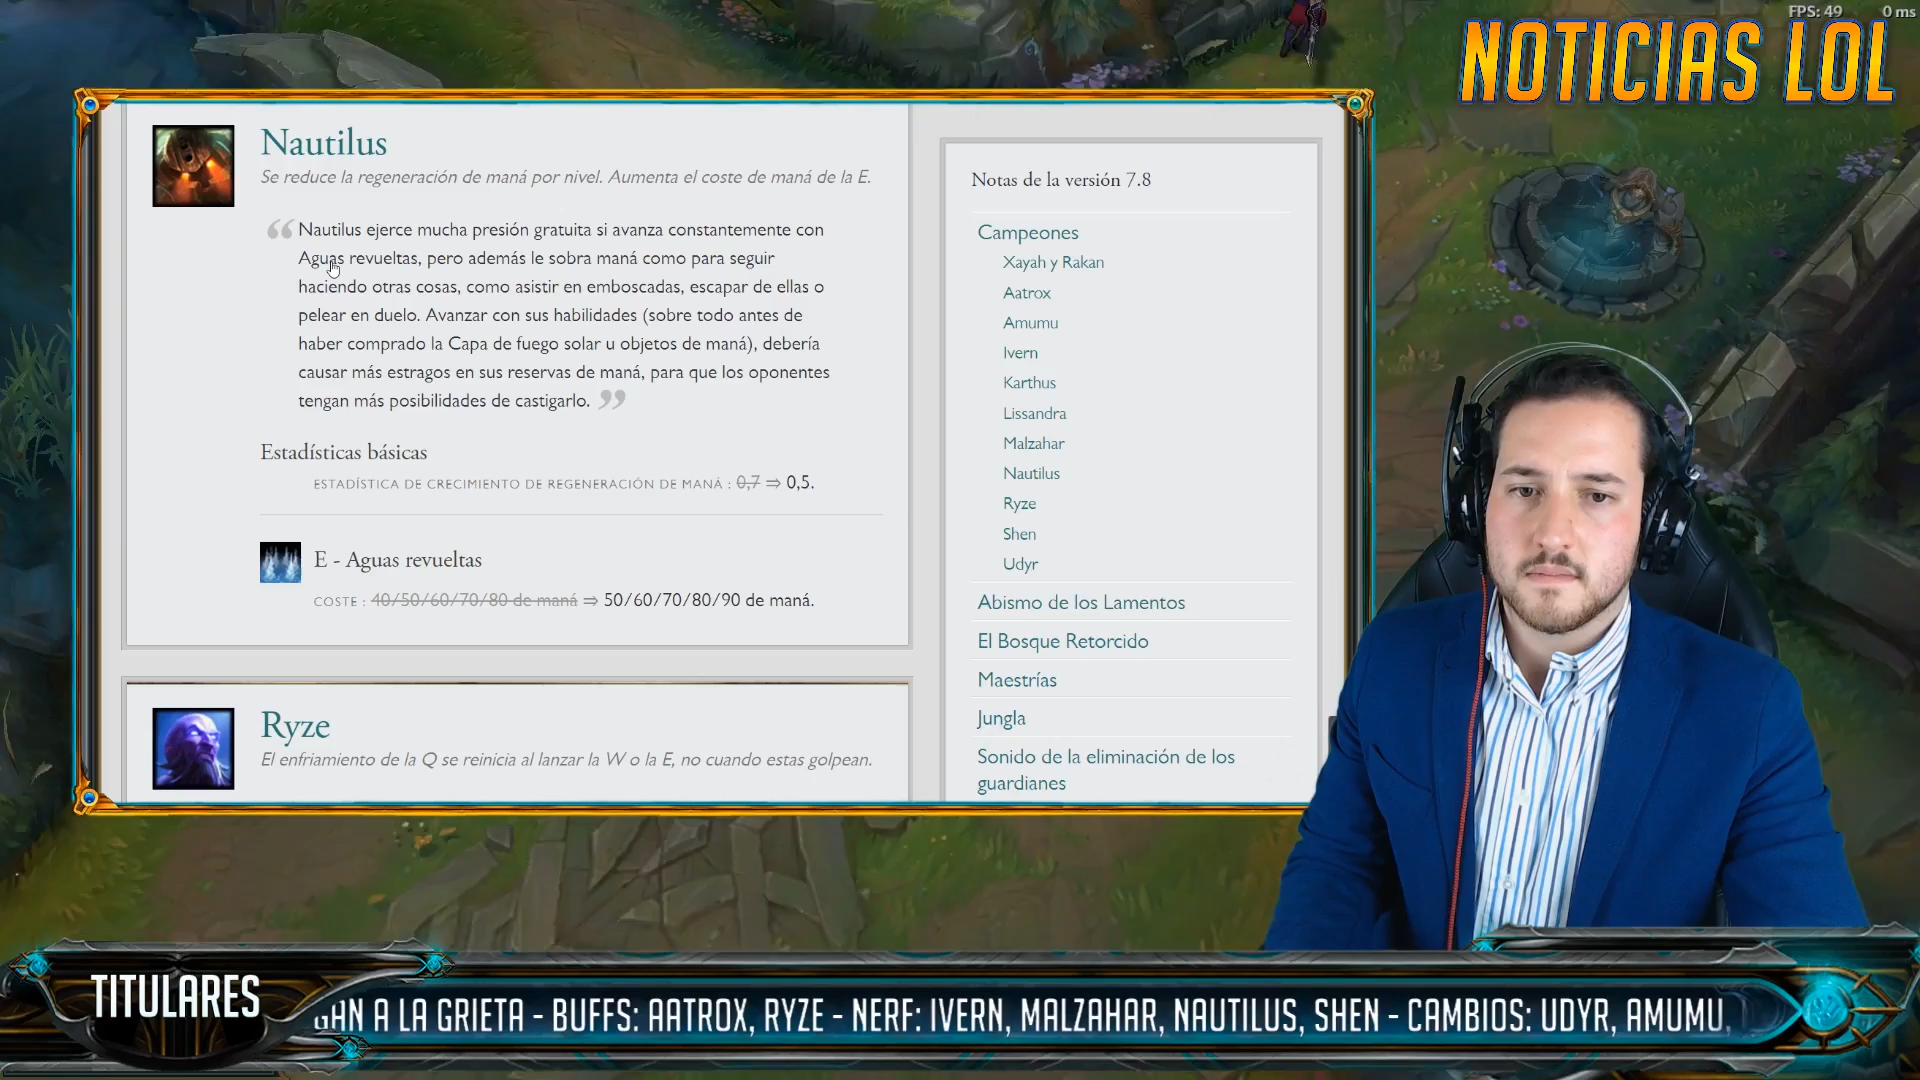 FPS: 49 0 ms
NOTICIAS LOL
Nautilus
Se reduce la regeneración de maná por nivel. Aumenta el coste de maná de la E.
“ Nautilus ejerce mucha presión gratuita si avanza constantemente con
Aguas revueltas, pero además le sobra maná como para seguir
haciendo otras cosas, como asistir en emboscadas, escapar de ellas o
pelear en duelo. Avanzar con sus habilidades (sobre todo antes de
haber comprado la Capa de fuego solar u objetos de maná), debería
causar más estragos en sus reservas de maná, para que los oponentes
tengan más posibilidades de castigarlo. ”
Estadísticas básicas
ESTADÍSTICA DE CRECIMIENTO DE REGENERACIÓN DE MANÁ : 0,7 ⇒ 0,5.
E - Aguas revueltas
COSTE : 40/50/60/70/80 de maná ⇒ 50/60/70/80/90 de maná.
Ryze
El enfriamiento de la Q se reinicia al lanzar la W o la E, no cuando estas golpean.
Notas de la versión 7.8
Campeones
Xayah y Rakan
Aatrox
Amumu
Ivern
Karthus
Lissandra
Malzahar
Nautilus
Ryze
Shen
Udyr
Abismo de los Lamentos
El Bosque Retorcido
Maestrías
Jungla
Sonido de la eliminación de los
guardianes
TITULARES
GAN A LA GRIETA - BUFFS: AATROX, RYZE - NERF: IVERN, MALZAHAR, NAUTILUS, SHEN - CAMBIOS: UDYR, AMUMU,